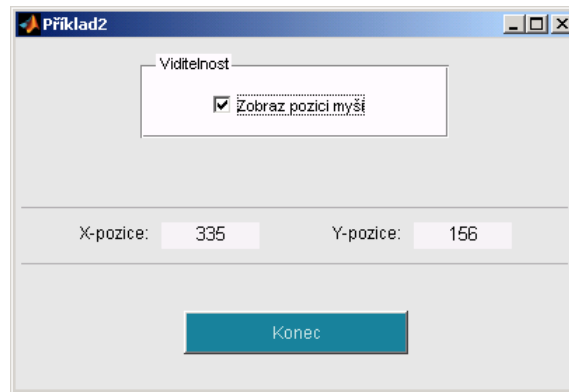 Příklad2
Viditelnost
Zobraz pozici myši
X-pozice: 335 Y-pozice: 156
Konec